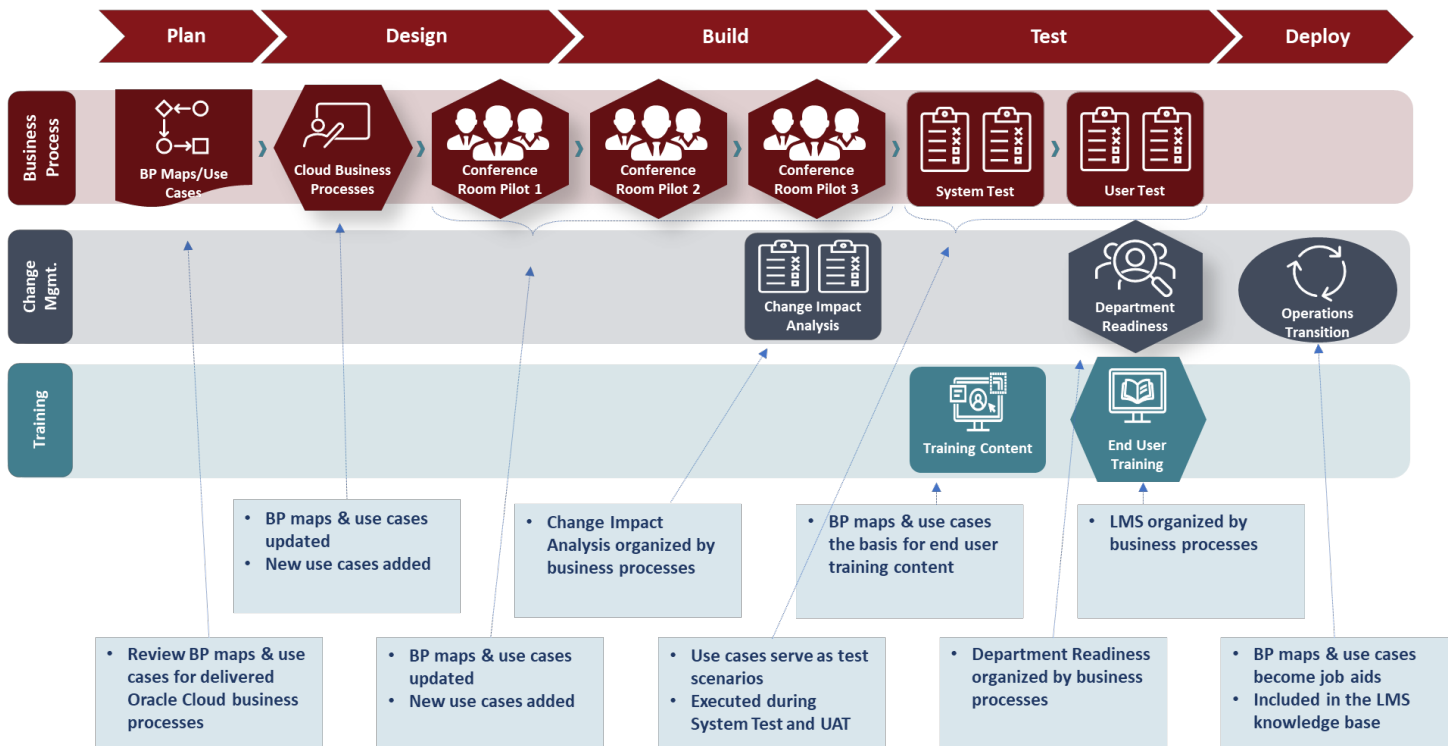 Plan
Design
Build
Test
Deploy
Business
Process
BP Maps/Use
Cases
Cloud Business
Processes
Conference
Room Pilot 1
Conference
Room Pilot 2
Conference
Room Pilot 3
System Test
User Test
Change
Mgmt.
Change Impact
Analysis
Department
Readiness
Operations
Transition
Training
Training Content
End User
Training
• BP maps & use cases
updated
• New use cases added
• Change Impact
Analysis organized by
business processes
• BP maps & use cases
the basis for end user
training content
• LMS organized by
business processes
• Review BP maps & use
cases for delivered
Oracle Cloud business
processes
• BP maps & use cases
updated
• New use cases added
• Use cases serve as test
scenarios
• Executed during
System Test and UAT
• Department Readiness
organized by business
processes
• BP maps & use cases
become job aids
• Included in the LMS
knowledge base